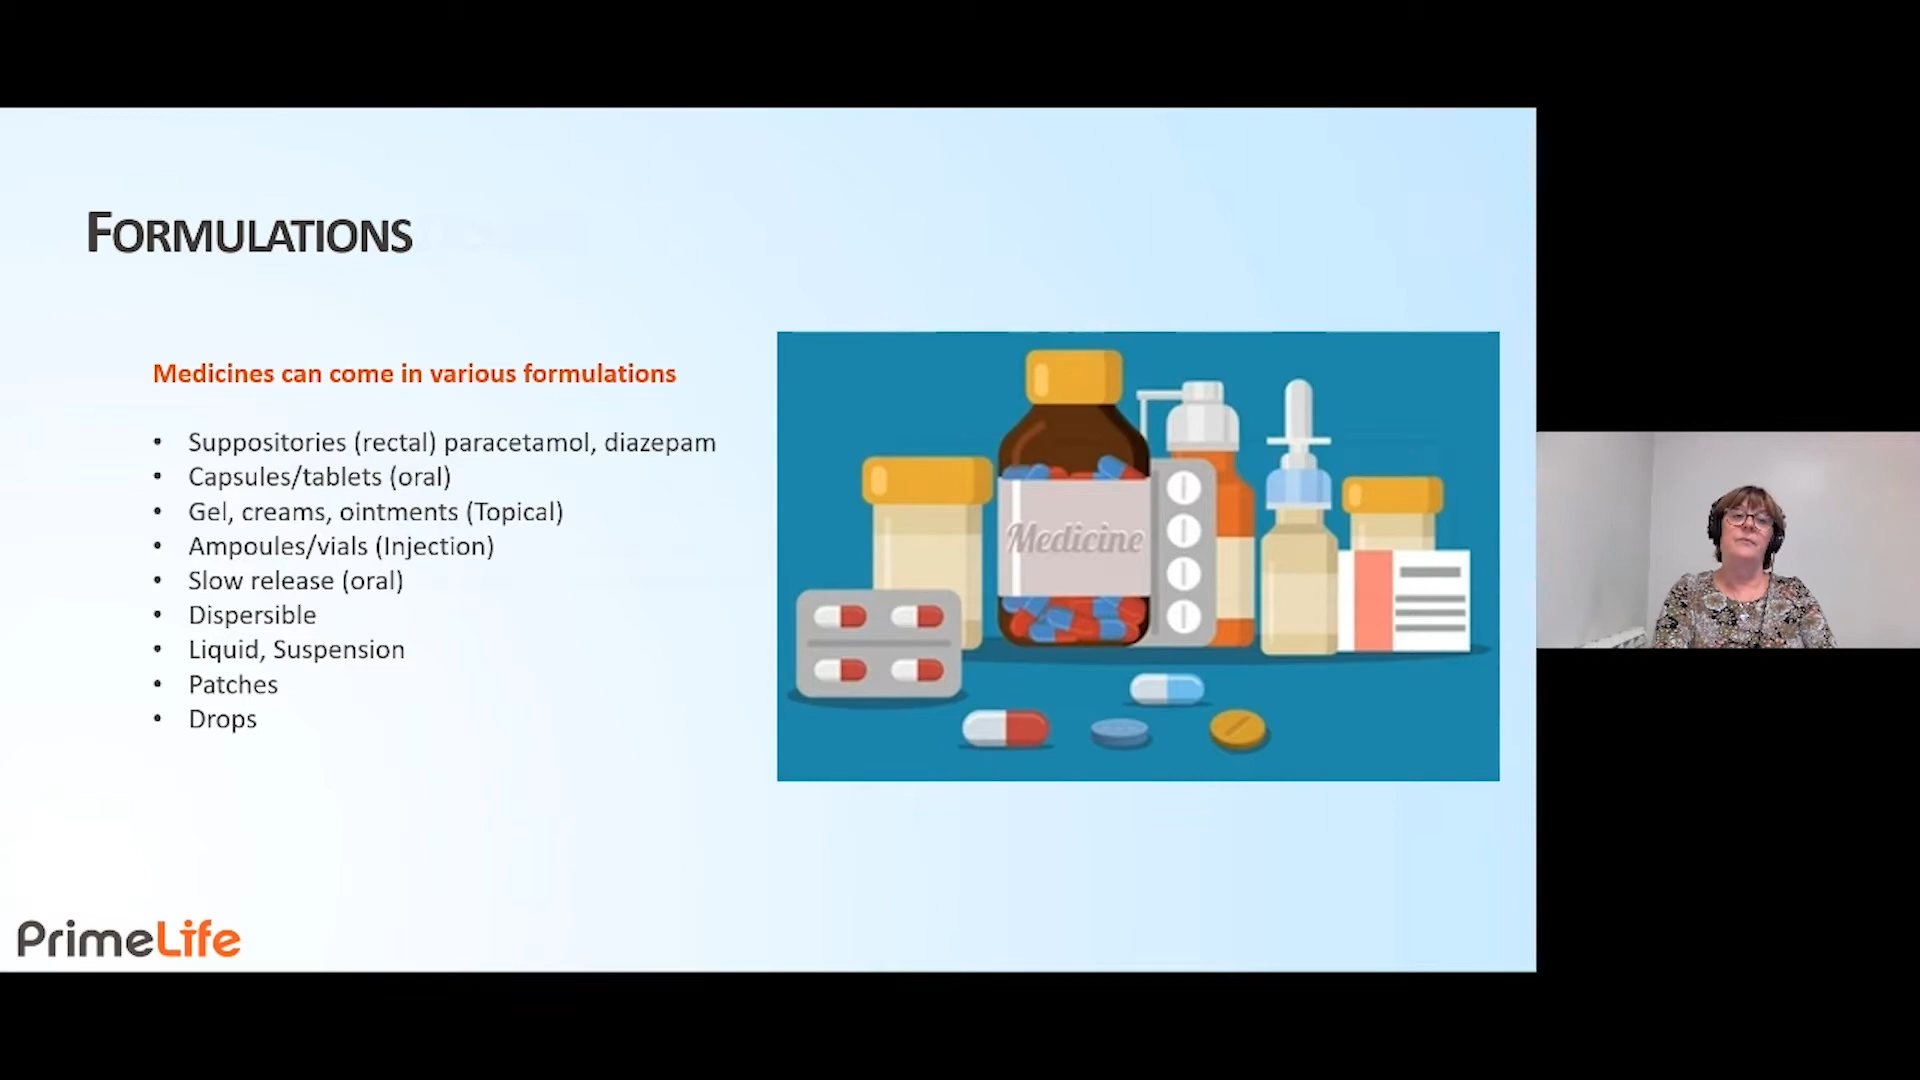 FORMULATIONS
Medicines can come in various formulations
• Suppositories (rectal) paracetamol, diazepam
• Capsules/tablets (oral)
• Gel, creams, ointments (Topical)
• Ampoules/vials (Injection)
• Slow release (oral)
• Dispersible
• Liquid, Suspension
• Patches
• Drops
Medicine
PrimeLife